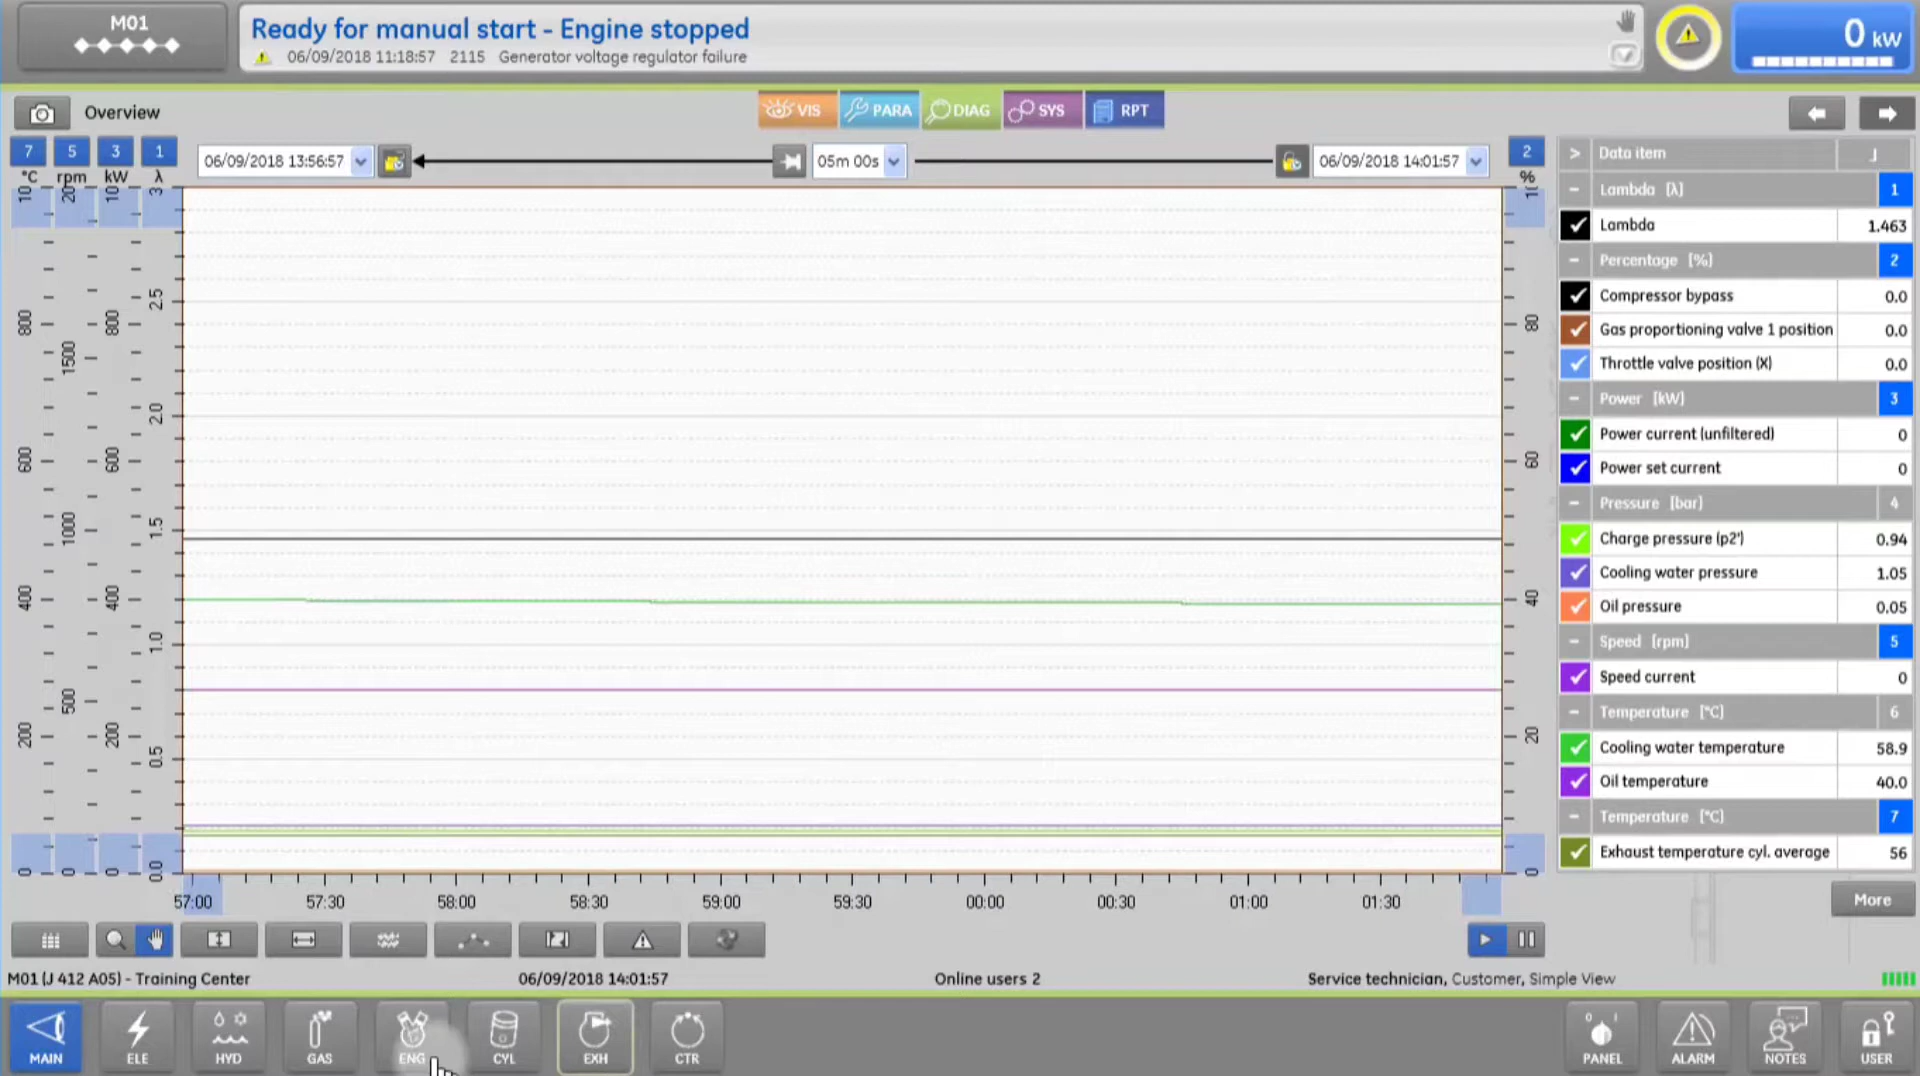 M01
Ready for manual start - Engine stopped
06/09/2018 11:18:57 2115 Generator voltage regulator failure
0 kW
Overview
VIS PARA DIAG SYS RPT
7 5 3 1
°C rpm kW λ
06/09/2018 13:56:57
05m 00s
06/09/2018 14:01:57
2
%
3
2.5
2.0
1.5
1.0
0.5
0.0
800 600 400 200 0
1500 1000 500 0
800 600 400 200 0
80 60 40 20 0
57:00 57:30 58:00 58:30 59:00 59:30 00:00 00:30 01:00 01:30
> Data item
Lambda [λ] 1
Lambda 1.463
Percentage [%] 2
Compressor bypass 0.0
Gas proportioning valve 1 position 0.0
Throttle valve position (X) 0.0
Power [kW] 3
Power current (unfiltered) 0
Power set current 0
Pressure [bar] 4
Charge pressure (p2') 0.94
Cooling water pressure 1.05
Oil pressure 0.05
Speed [rpm] 5
Speed current 0
Temperature [°C] 6
Cooling water temperature 58.9
Oil temperature 40.0
Temperature [°C] 7
Exhaust temperature cyl. average 56
More
M01 (J 412 A05) - Training Center 06/09/2018 14:01:57 Online users 2 Service technician, Customer, Simple View
MAIN ELE HYD GAS ENG CYL EXH CTR PANEL ALARM NOTES USER